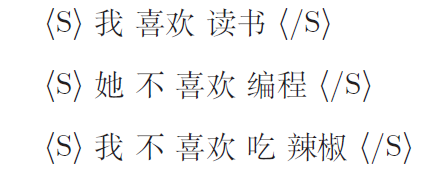 ⟨S⟩ 我 喜欢 读书 ⟨/S⟩
⟨S⟩ 她 不 喜欢 编程 ⟨/S⟩
⟨S⟩ 我 不 喜欢 吃 辣椒 ⟨/S⟩